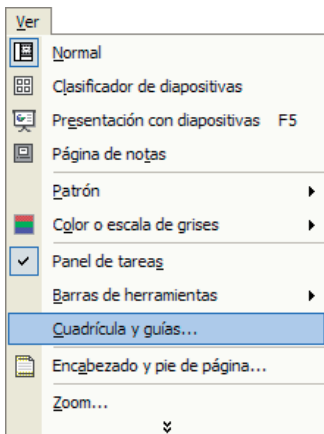 Ver
Normal
Clasificador de diapositivas
Presentación con diapositivas F5
Página de notas
Patrón
Color o escala de grises
Panel de tareas
Barras de herramientas
Cuadrícula y guías...
Encabezado y pie de página...
Zoom...